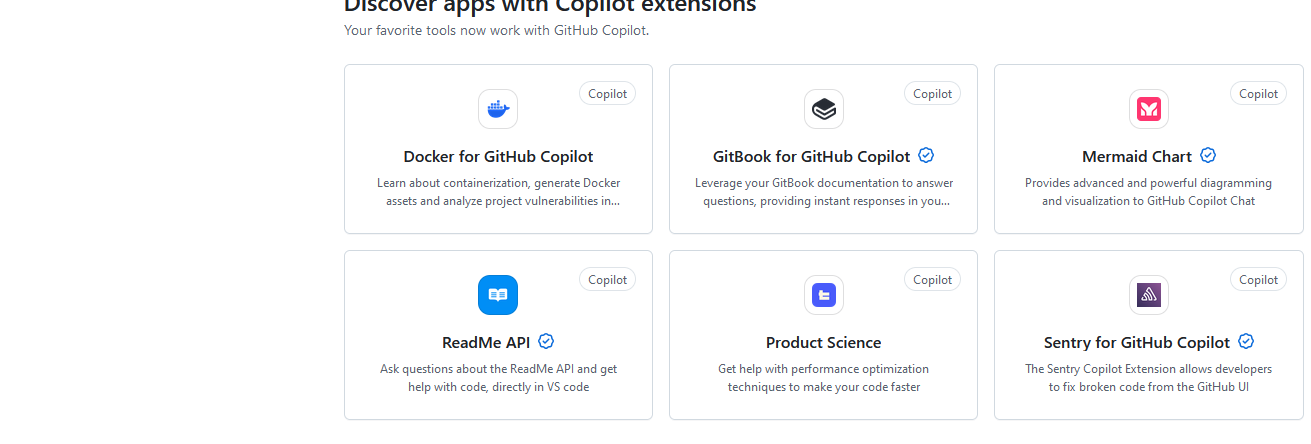 Discover apps with Copilot extensions
Your favorite tools now work with GitHub Copilot.
Copilot
Docker for GitHub Copilot
Learn about containerization, generate Docker
assets and analyze project vulnerabilities in...
Copilot
GitBook for GitHub Copilot
Leverage your GitBook documentation to answer
questions, providing instant responses in you...
Copilot
Mermaid Chart
Provides advanced and powerful diagramming
and visualization to GitHub Copilot Chat
Copilot
ReadMe API
Ask questions about the ReadMe API and get
help with code, directly in VS code
Copilot
Product Science
Get help with performance optimization
techniques to make your code faster
Copilot
Sentry for GitHub Copilot
The Sentry Copilot Extension allows developers
to fix broken code from the GitHub UI